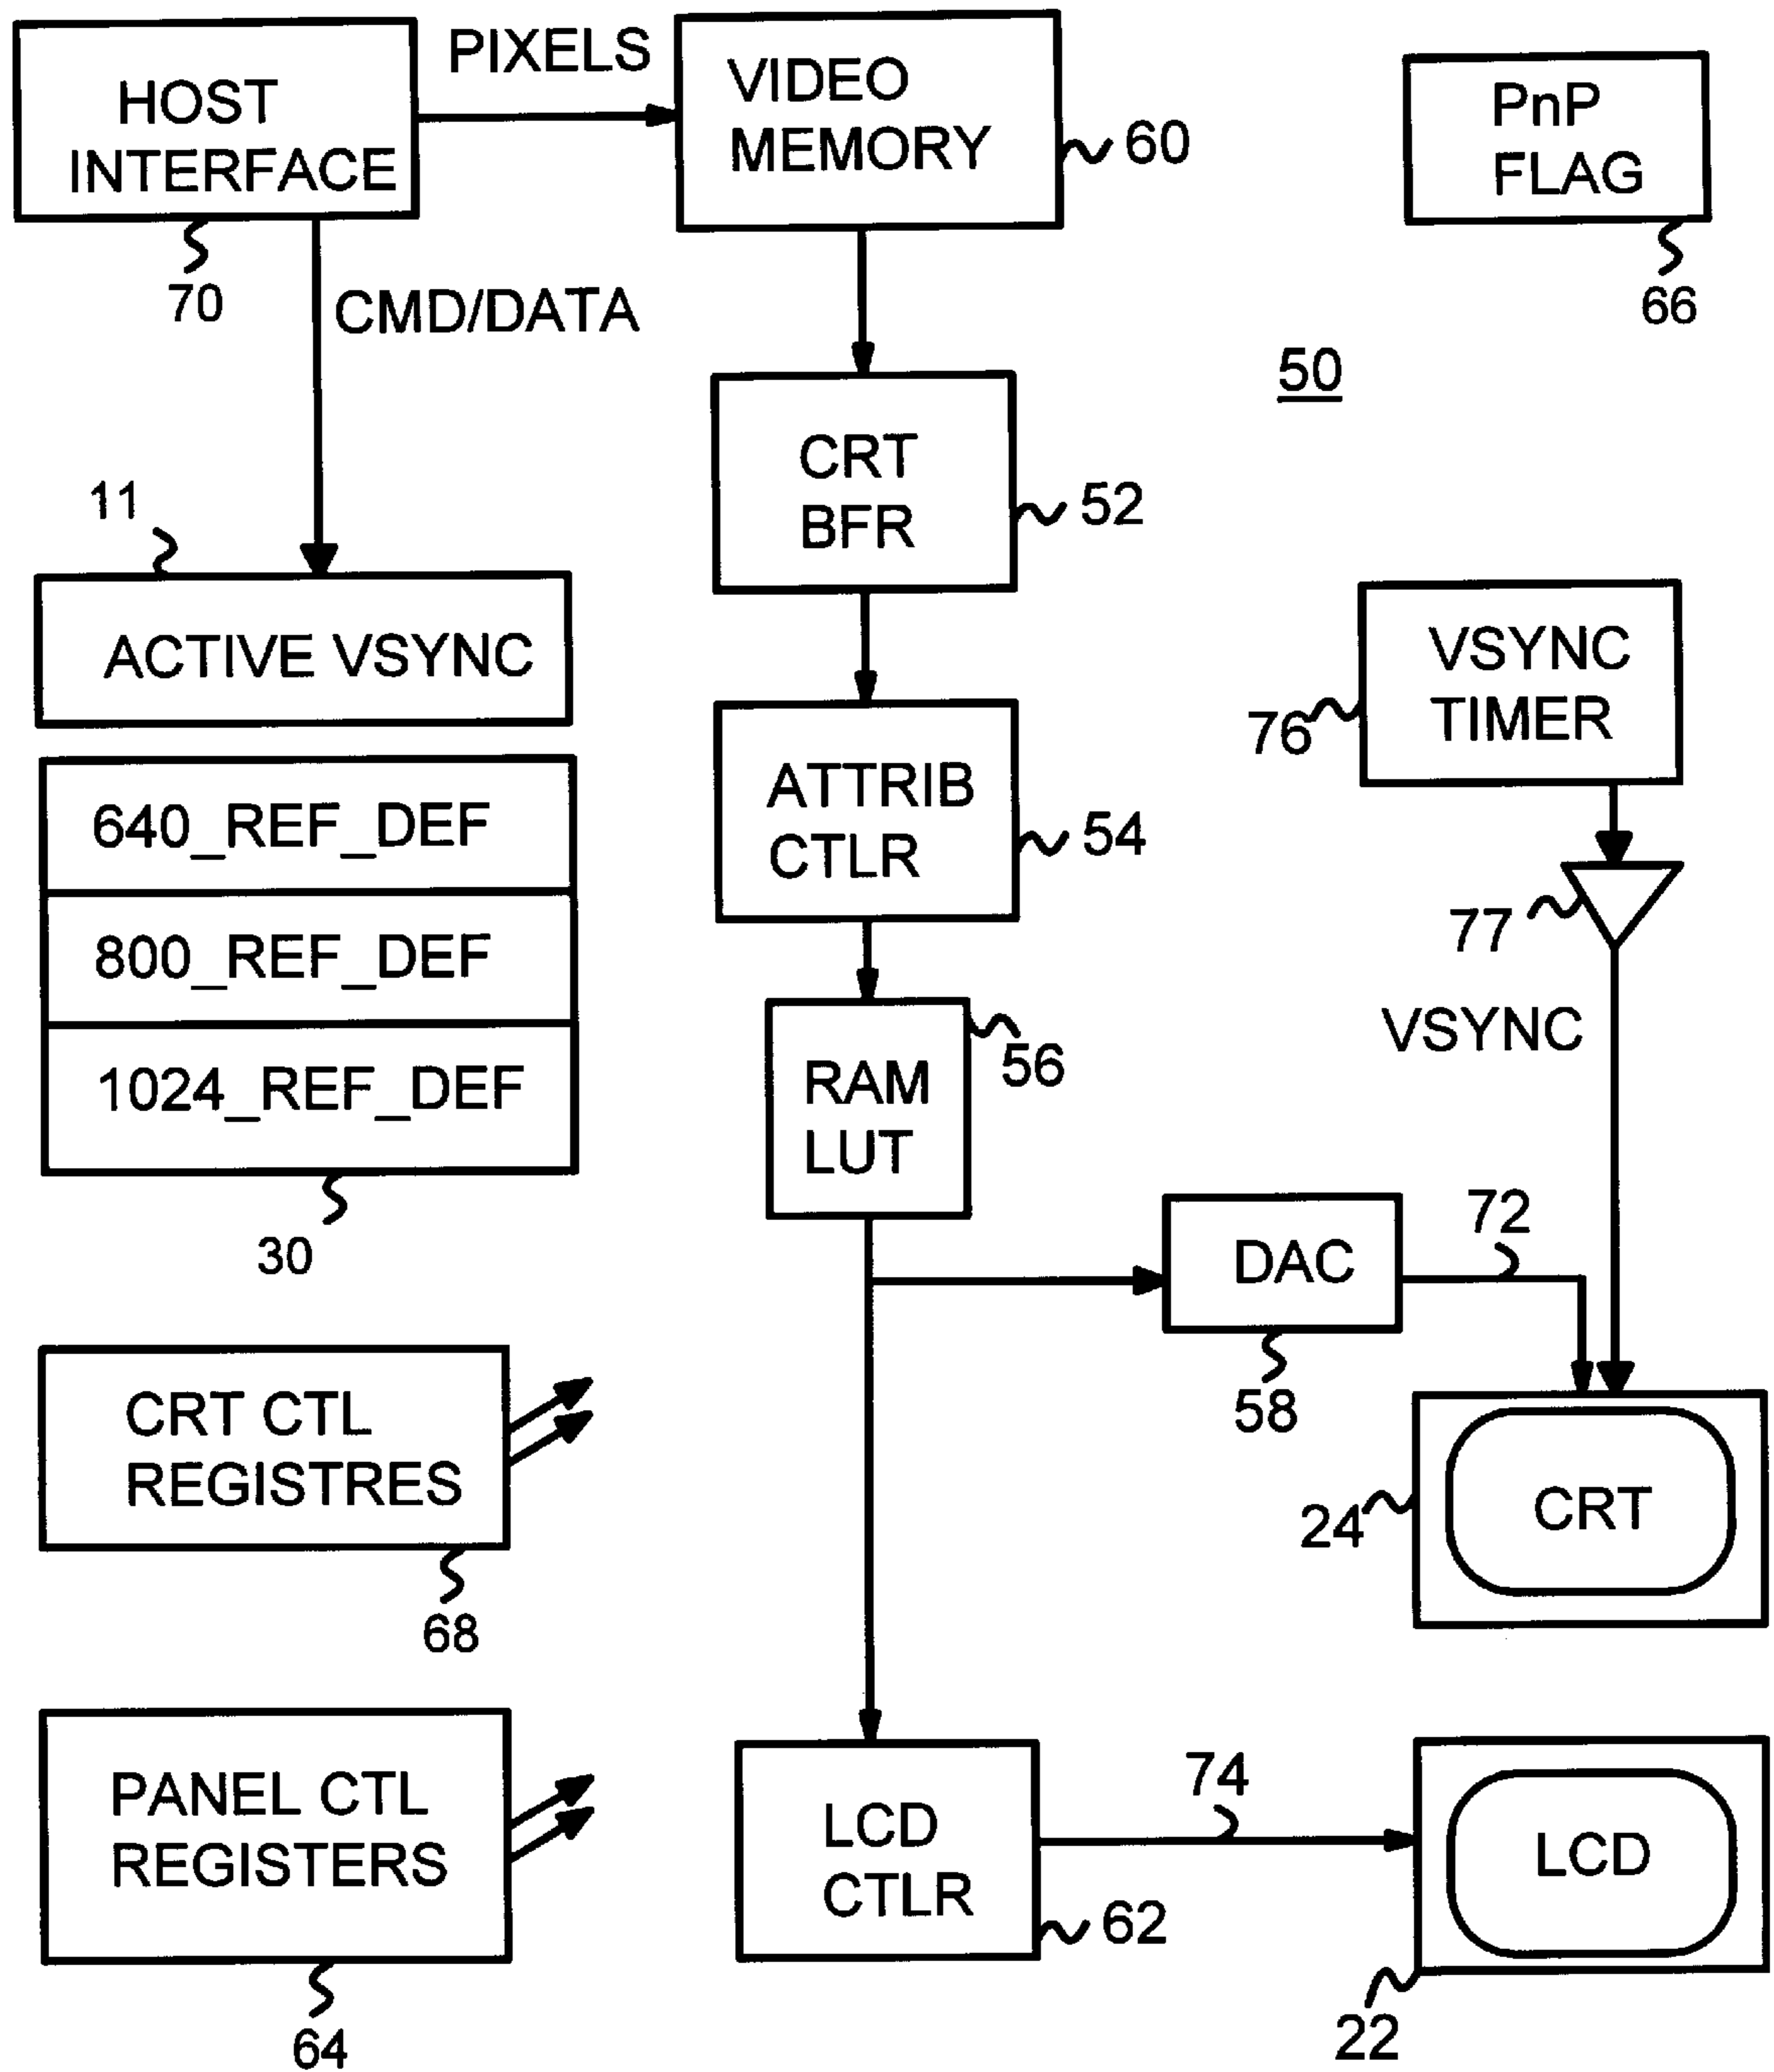 HOST
INTERFACE
70
PIXELS
VIDEO
MEMORY
60
PnP
FLAG
66
CMD/DATA
50
11
ACTIVE VSYNC
640_REF_DEF
800_REF_DEF
1024_REF_DEF
30
CRT
BFR
52
ATTRIB
CTLR
54
RAM
LUT
56
VSYNC
TIMER
76
77
VSYNC
DAC
58
72
CRT
24
CRT CTL
REGISTRES
68
PANEL CTL
REGISTERS
64
LCD
CTLR
62
74
LCD
22